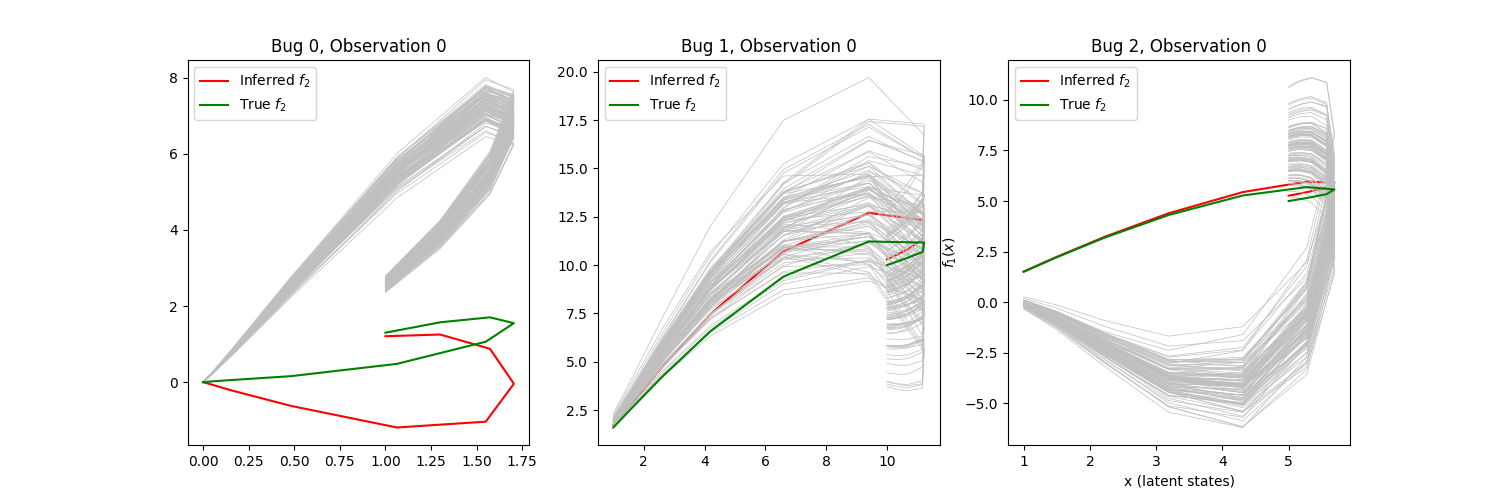 Bug 0, Observation 0
Inferred f₂
True f₂
8
6
4
2
0
0.00 0.25 0.50 0.75 1.00 1.25 1.50 1.75
Bug 1, Observation 0
Inferred f₂
True f₂
20.0
17.5
15.0
12.5
10.0
7.5
5.0
2.5
2 4 6 8 10
Bug 2, Observation 0
Inferred f₂
True f₂
f₁(x)
10.0
7.5
5.0
2.5
0.0
−2.5
−5.0
1 2 3 4 5
x (latent states)